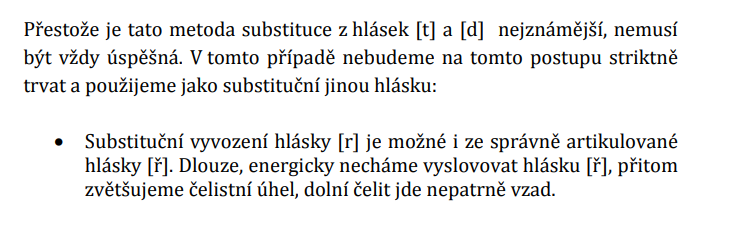 Přestože je tato metoda substituce z hlásek [t] a [d] nejznámější, nemusí
být vždy úspěšná. V tomto případě nebudeme na tomto postupu striktně
trvat a použijeme jako substituční jinou hlásku:
• Substituční vyvození hlásky [r] je možné i ze správně artikulované
hlásky [ř]. Dlouze, energicky necháme vyslovovat hlásku [ř], přitom
zvětšujeme čelistní úhel, dolní čelit jde nepatrně vzad.